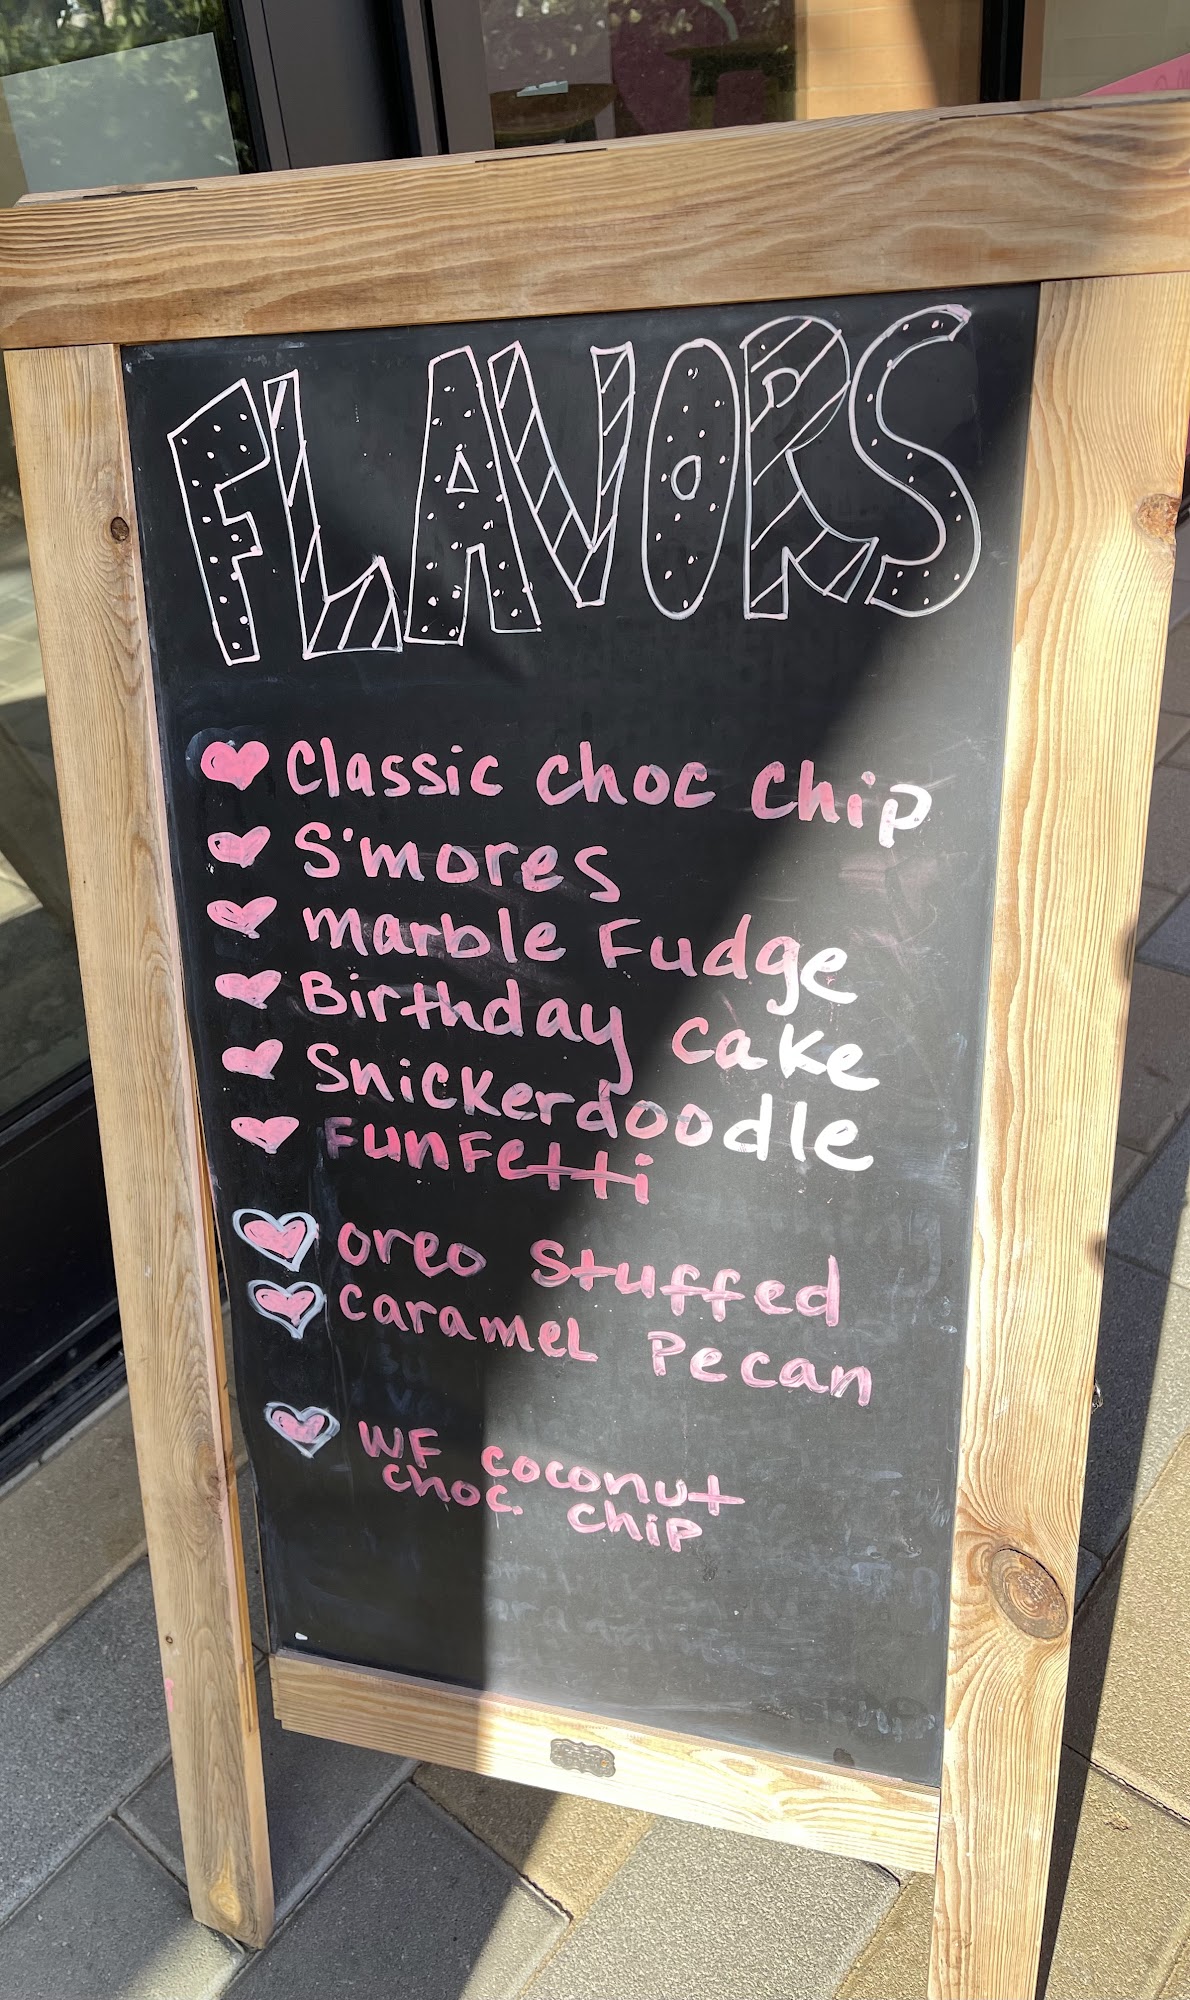 FLAVORS
Classic choc chip
S'mores
marble Fudge
Birthday cake
Snickerdoodle
Funfetti
oreo stuffed
caramel Pecan
WF coconut
choc. chip